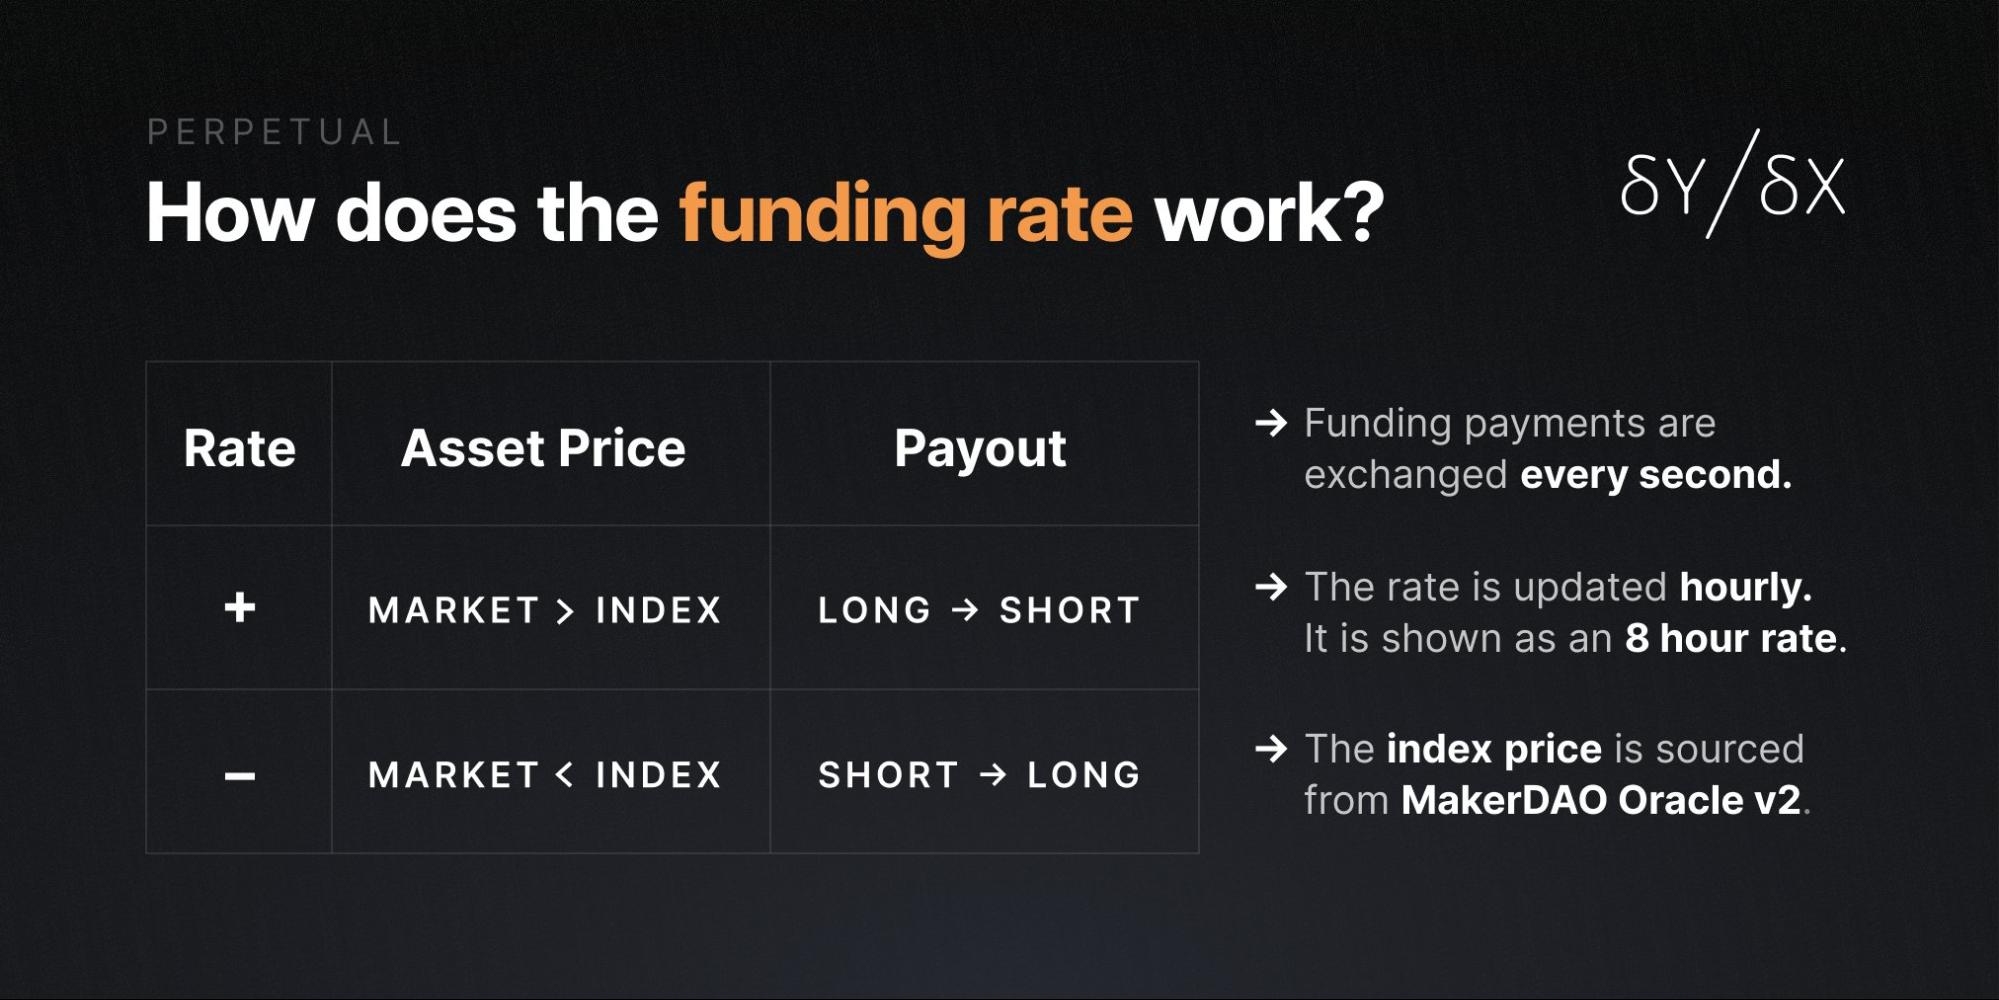 PERPETUAL
How does the funding rate work?
δY/δX
Rate Asset Price Payout
+ MARKET > INDEX LONG → SHORT
− MARKET < INDEX SHORT → LONG
→ Funding payments are
exchanged every second.
→ The rate is updated hourly.
It is shown as an 8 hour rate.
→ The index price is sourced
from MakerDAO Oracle v2.